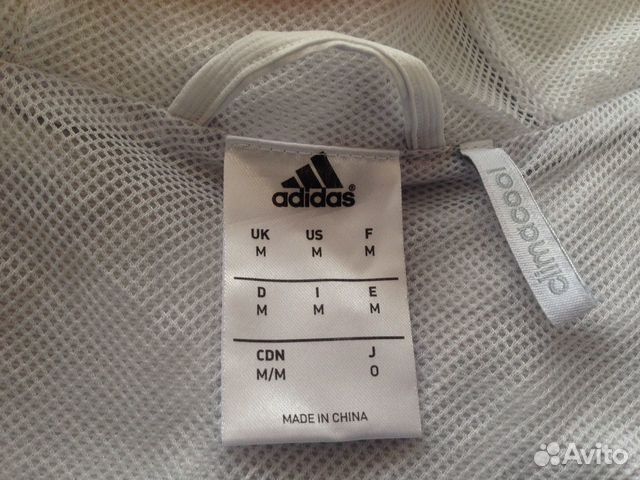 adidas®
UK US F
M M M
D I E
M M M
CDN J
M/M O
MADE IN CHINA
climacool
Avito